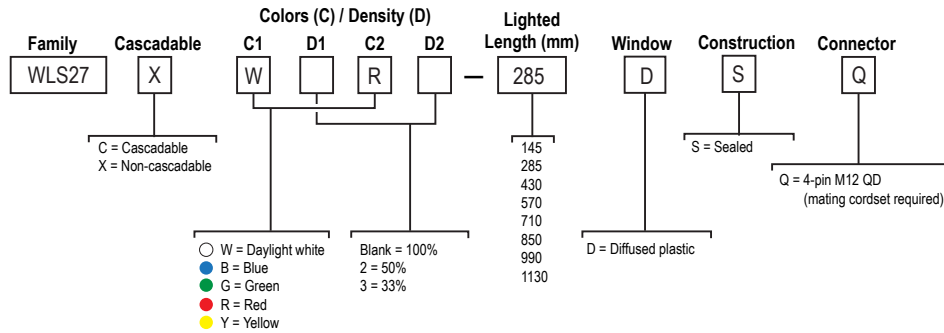 Colors (C) / Density (D)
Lighted
Length (mm)
Family
Cascadable
C1
D1
C2
D2
Window
Construction
Connector
WLS27
X
W
R
—
285
D
S
Q
C = Cascadable
X = Non-cascadable
145
285
430
570
710
850
990
1130
S = Sealed
Q = 4-pin M12 QD
(mating cordset required)
W = Daylight white
B = Blue
G = Green
R = Red
Y = Yellow
Blank = 100%
2 = 50%
3 = 33%
D = Diffused plastic